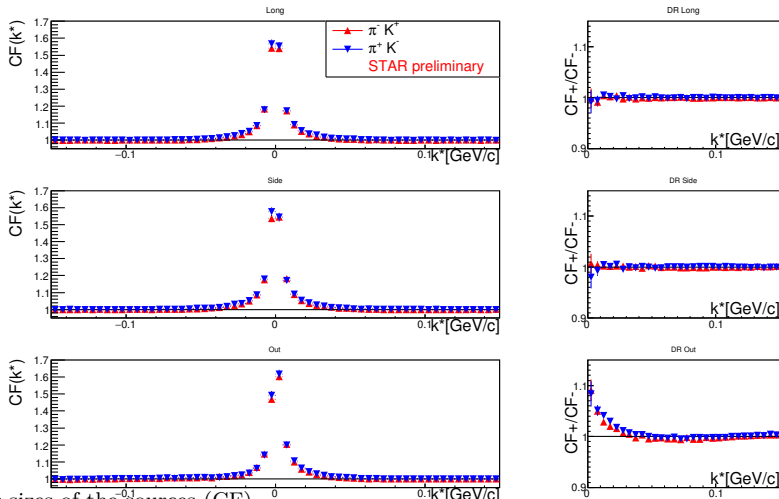 Long
CF(k*)
1.7
1.6
1.5
1.4
1.3
1.2
1.1
1
−0.1
0
0.1
k*[GeV/c]
π⁻ K⁺
π⁺ K⁻
STAR preliminary
DR Long
CF+/CF-
1.1
1
0.9
0
0.1
k*[GeV/c]
Side
CF(k*)
1.7
1.6
1.5
1.4
1.3
1.2
1.1
1
−0.1
0
0.1
k*[GeV/c]
DR Side
CF+/CF-
1.1
1
0.9
0
0.1
k*[GeV/c]
Out
CF(k*)
1.7
1.6
1.5
1.4
1.3
1.2
1.1
1
−0.1
0
0.1
k*[GeV/c]
DR Out
CF+/CF-
1.1
1
0.9
0
0.1
k*[GeV/c]
sizes of the sources (CF)